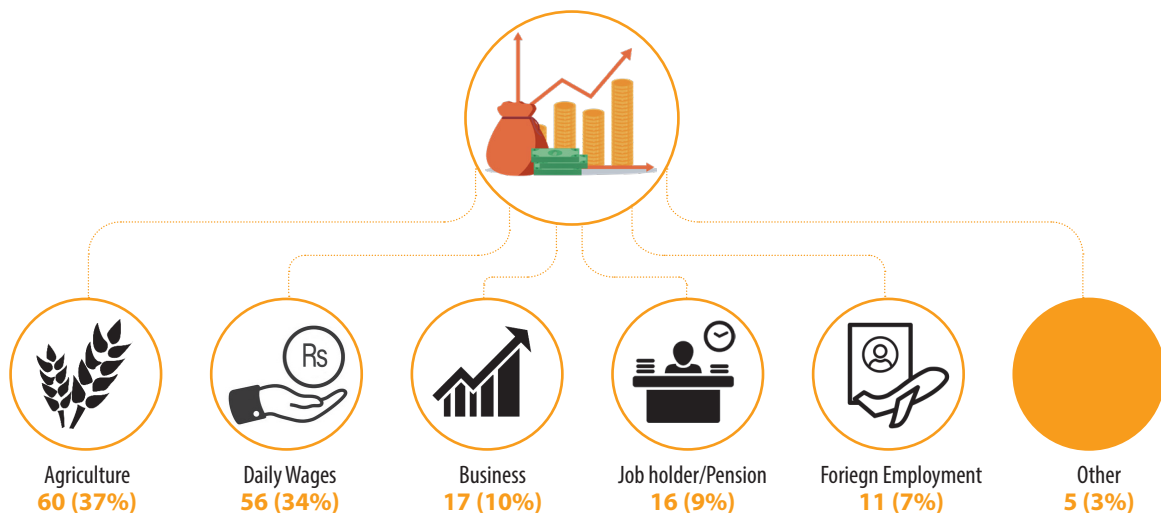 Rs
Agriculture
60 (37%)
Daily Wages
56 (34%)
Business
17 (10%)
Job holder/Pension
16 (9%)
Foriegn Employment
11 (7%)
Other
5 (3%)